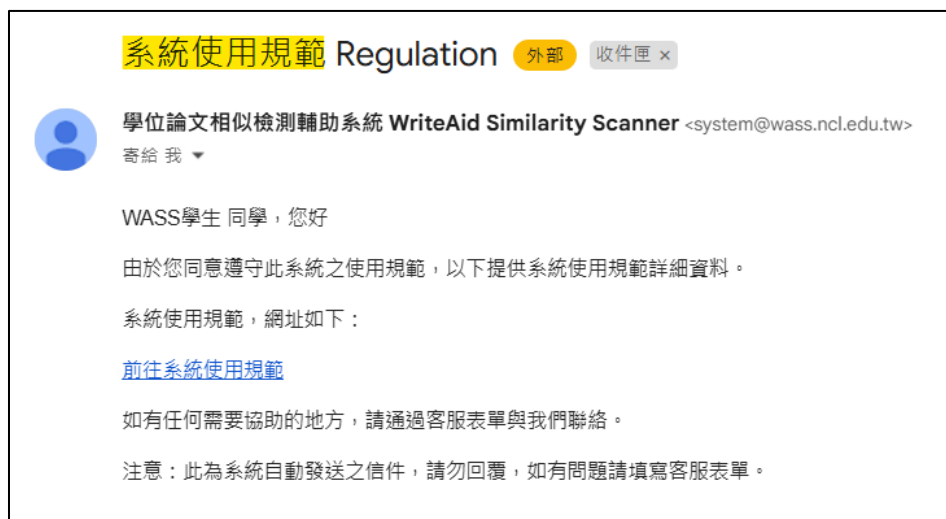 系統使用規範 Regulation 外部 收件匣 ×
學位論文相似檢測輔助系統 WriteAid Similarity Scanner <system@wass.ncl.edu.tw>
寄給 我
WASS學生 同學，您好
由於您同意遵守此系統之使用規範，以下提供系統使用規範詳細資料。
系統使用規範，網址如下：
前往系統使用規範
如有任何需要協助的地方，請通過客服表單與我們聯絡。
注意：此為系統自動發送之信件，請勿回覆，如有問題請填寫客服表單。